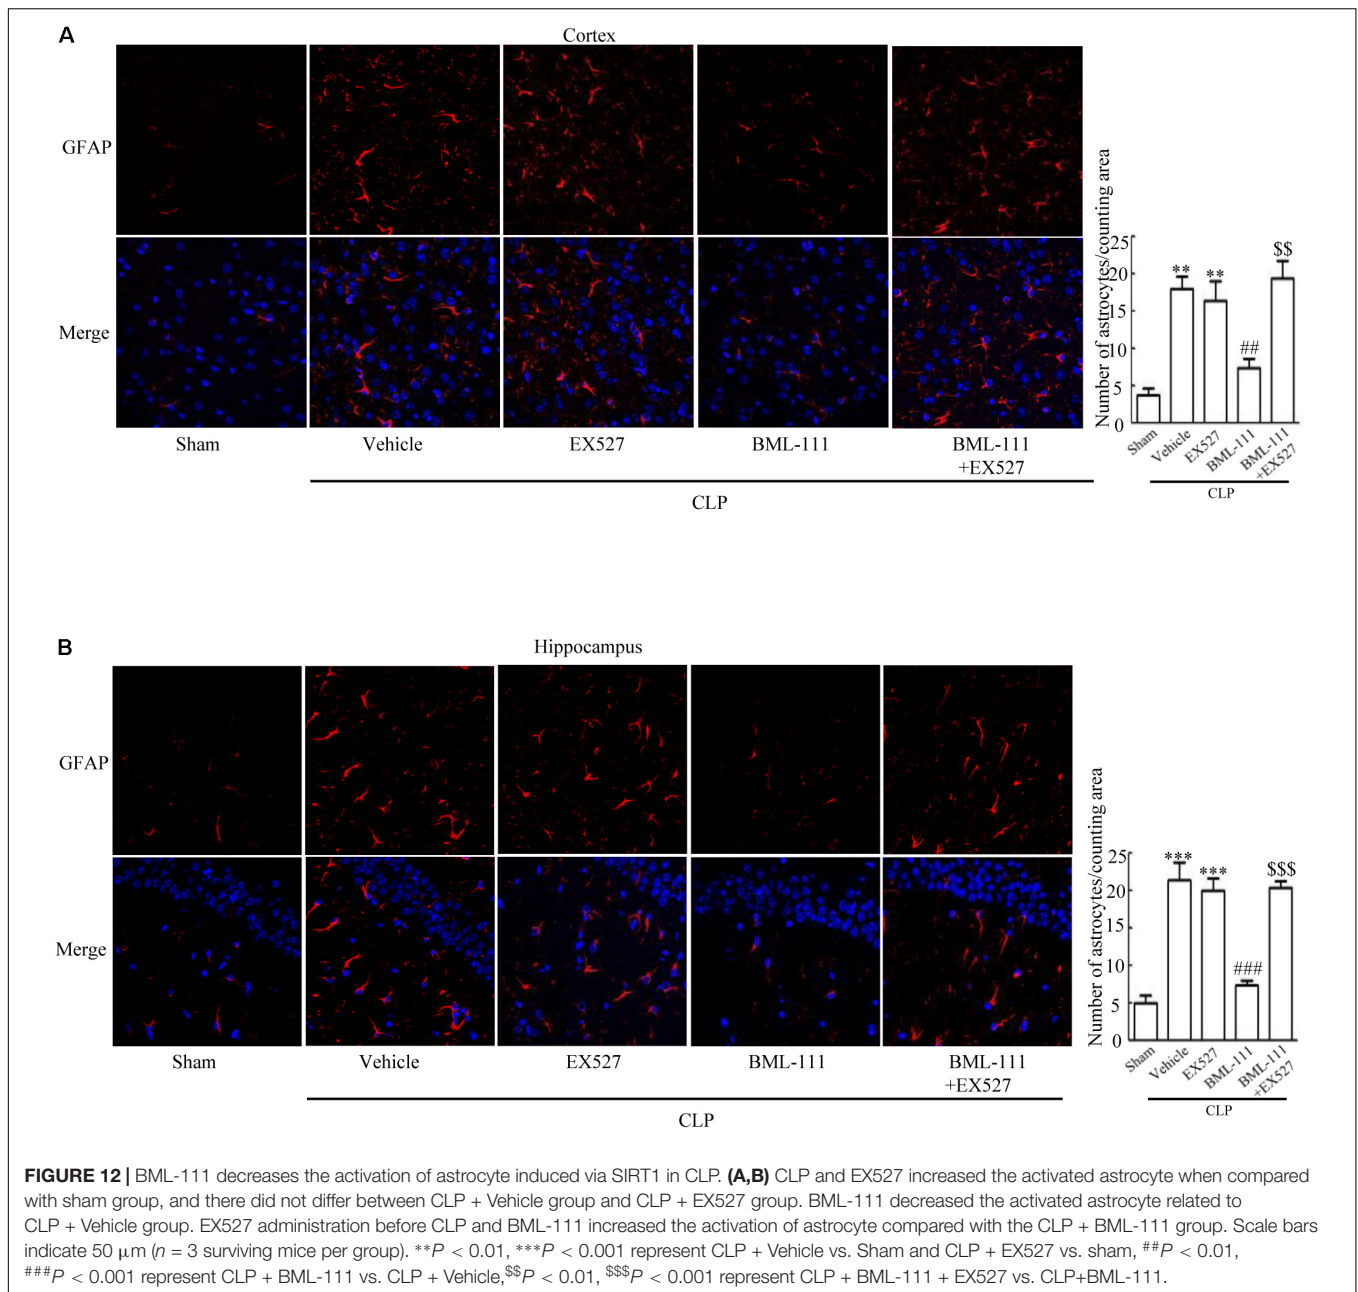 A
Cortex
GFAP
Merge
Sham
Vehicle
EX527
BML-111
BML-111
+EX527
CLP
Number of astrocytes/counting area
25
20
15
10
5
0
**
**
##
$$
Sham
Vehicle
EX527
BML-111
BML-111
+EX527
CLP
B
Hippocampus
GFAP
Merge
Sham
Vehicle
EX527
BML-111
BML-111
+EX527
CLP
Number of astrocytes/counting area
25
20
15
10
5
0
***
***
###
$$$
Sham
Vehicle
EX527
BML-111
BML-111
+EX527
CLP
FIGURE 12 | BML-111 decreases the activation of astrocyte induced via SIRT1 in CLP. (A,B) CLP and EX527 increased the activated astrocyte when compared
with sham group, and there did not differ between CLP + Vehicle group and CLP + EX527 group. BML-111 decreased the activated astrocyte related to
CLP + Vehicle group. EX527 administration before CLP and BML-111 increased the activation of astrocyte compared with the CLP + BML-111 group. Scale bars
indicate 50 μm (n = 3 surviving mice per group). **P < 0.01, ***P < 0.001 represent CLP + Vehicle vs. Sham and CLP + EX527 vs. sham, ##P < 0.01,
###P < 0.001 represent CLP + BML-111 vs. CLP + Vehicle,$$P < 0.01, $$$P < 0.001 represent CLP + BML-111 + EX527 vs. CLP+BML-111.